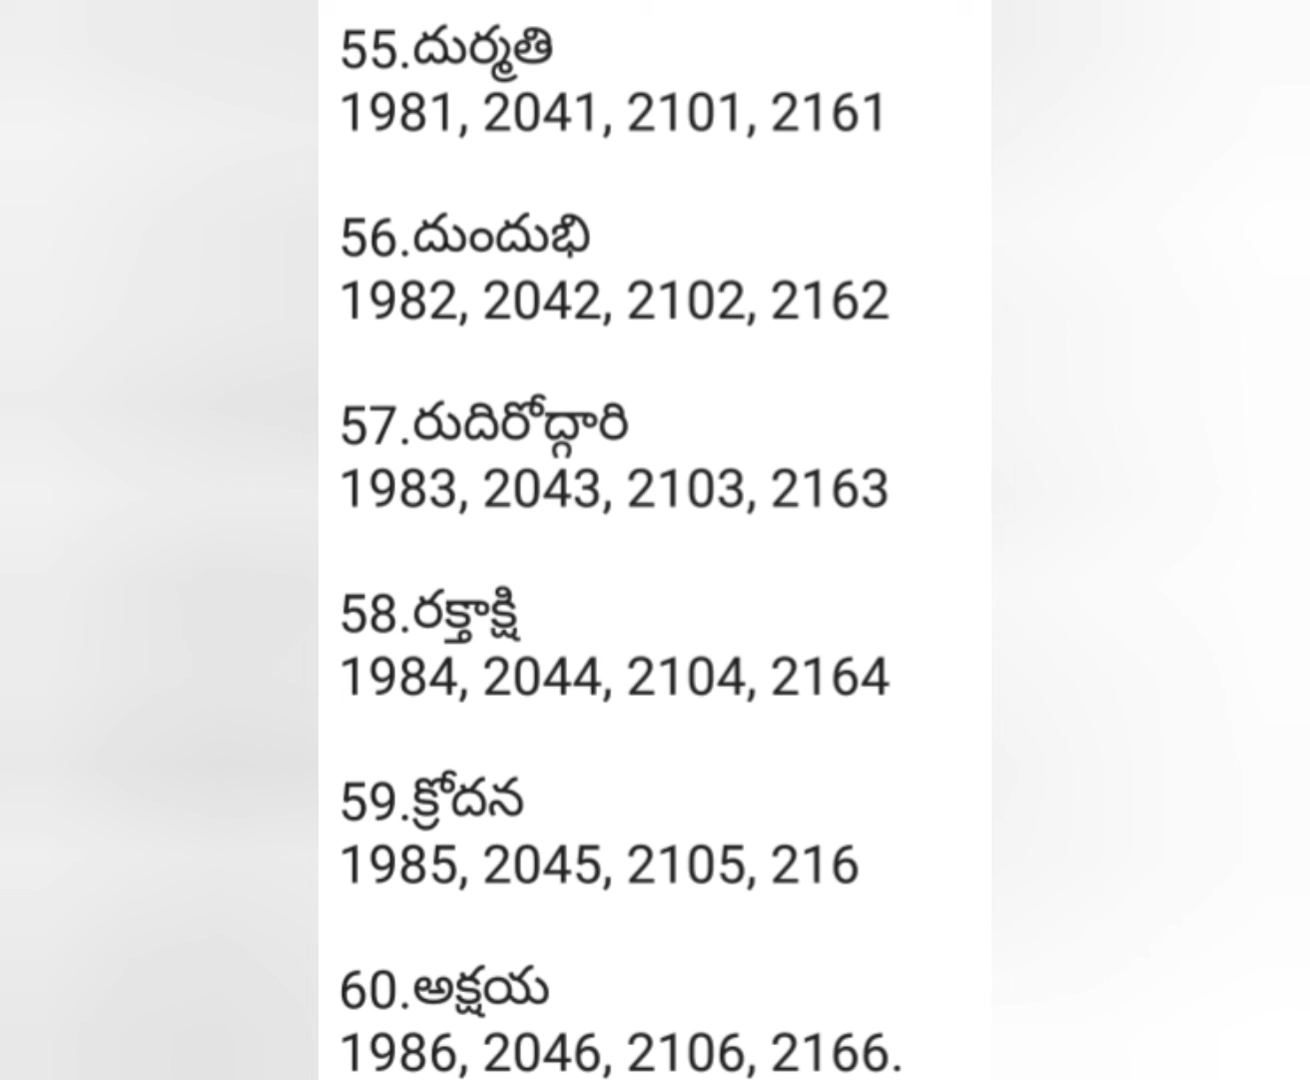 55.దుర్మతి
1981, 2041, 2101, 2161
56.దుందుభి
1982, 2042, 2102, 2162
57.రుదిరోద్గారి
1983, 2043, 2103, 2163
58.రక్తాక్షి
1984, 2044, 2104, 2164
59.క్రోదన
1985, 2045, 2105, 216
60.అక్షయ
1986, 2046, 2106, 2166.